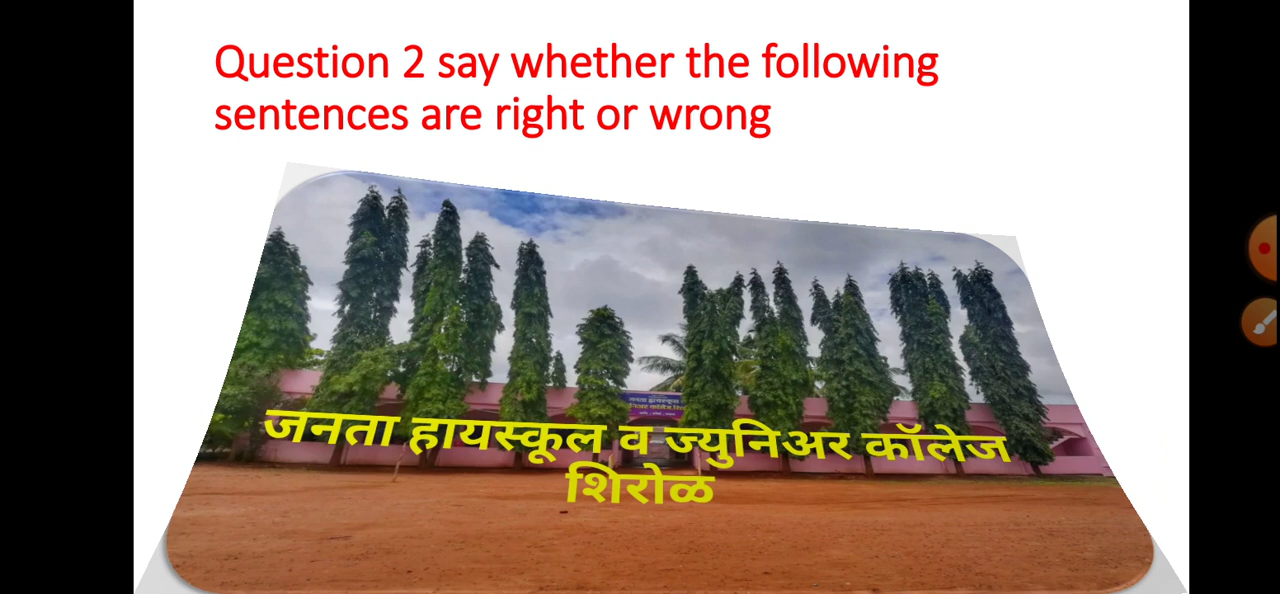 Question 2 say whether the following
sentences are right or wrong
जनता हायस्कूल व ज्युनिअर कॉलेज
शिरोळ